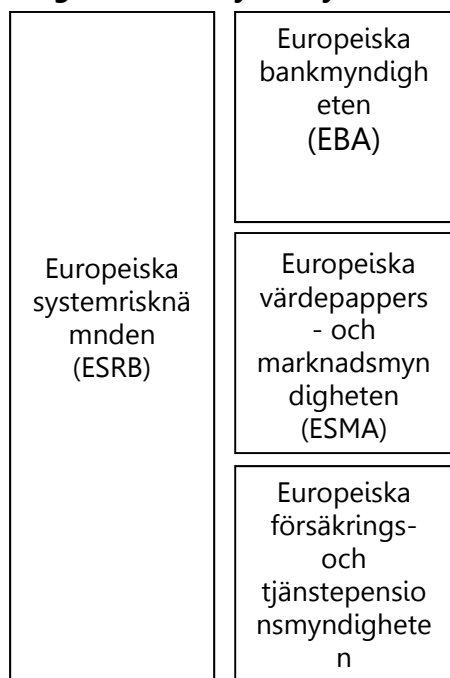 Europeiska
systemrisknä
mnden
(ESRB)
Europeiska
bankmyndigh
eten
(EBA)
Europeiska
värdepappers
- och
marknadsmyn
digheten
(ESMA)
Europeiska
försäkrings-
och
tjänstepensio
nsmyndighete
n